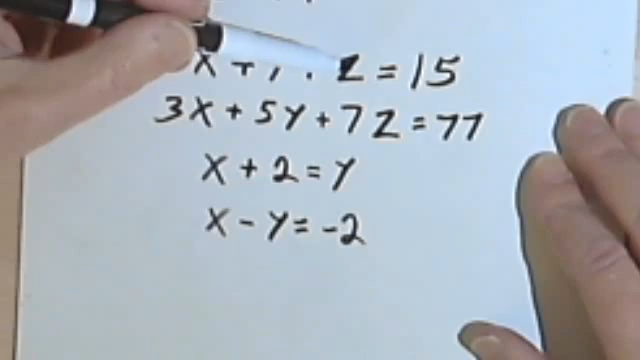 X + Y + Z = 15
3X + 5Y + 7Z = 77
X + 2 = Y
X - Y = -2